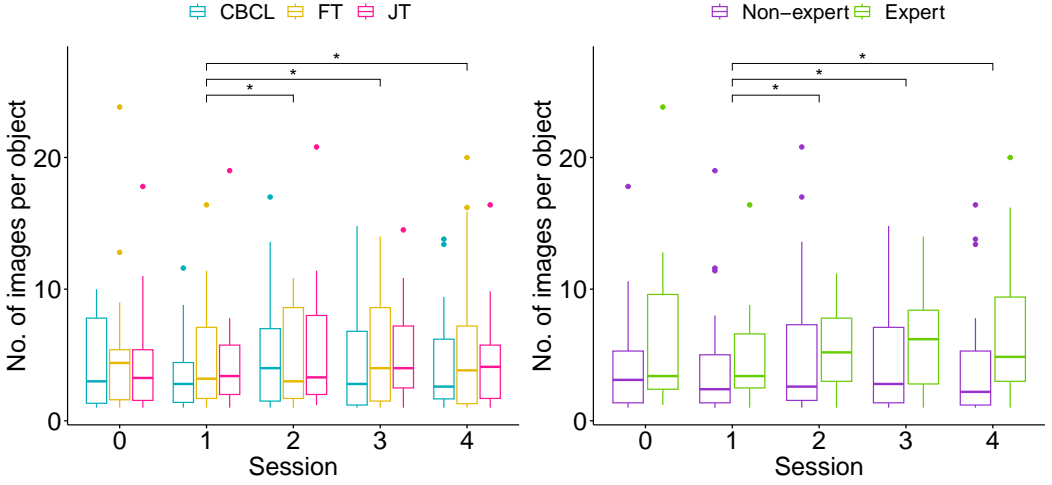 CBCL FT JT
No. of images per object
20
10
0
* * *
0 1 2 3 4
Session
Non−expert Expert
No. of images per object
20
10
0
* * *
0 1 2 3 4
Session